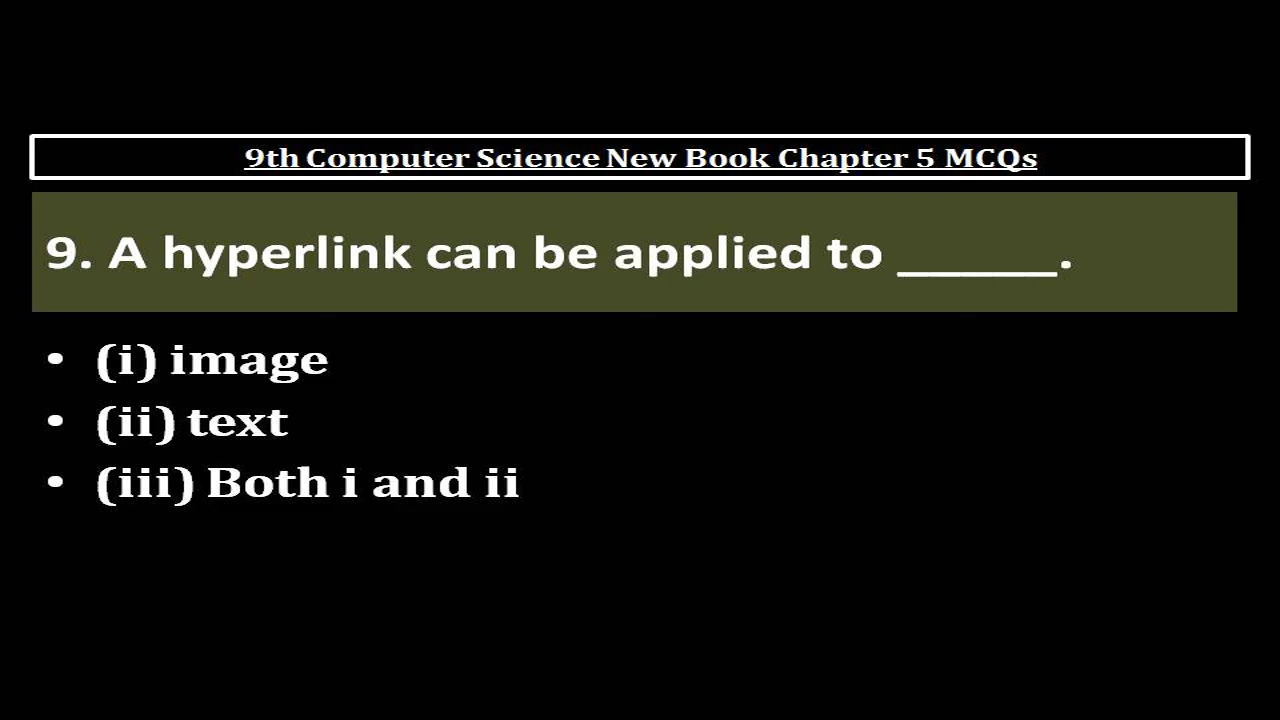 9th Computer Science New Book Chapter 5 MCQs
9. A hyperlink can be applied to ______.
• (i) image
• (ii) text
• (iii) Both i and ii